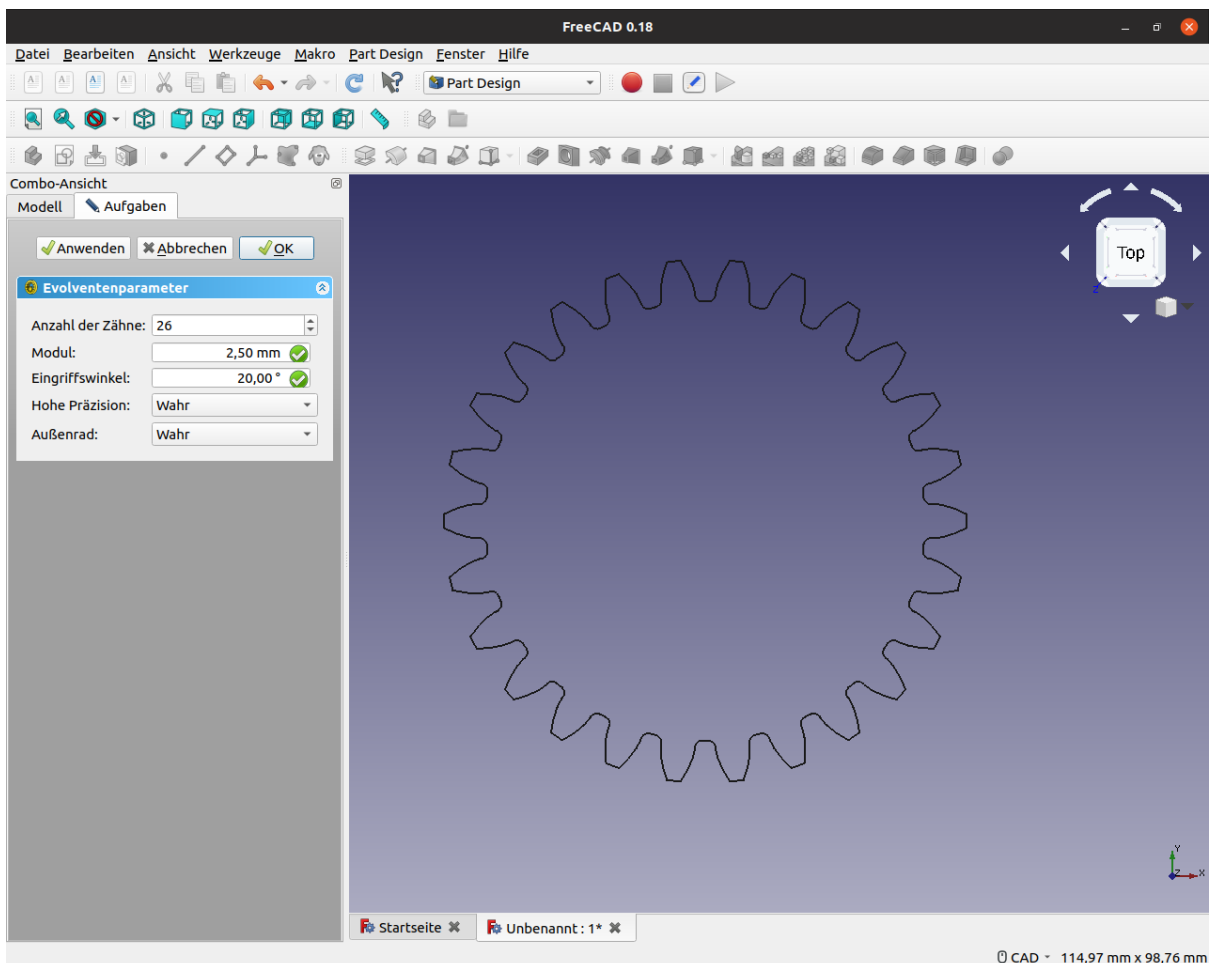 FreeCAD 0.18
Datei Bearbeiten Ansicht Werkzeuge Makro Part Design Fenster Hilfe
Part Design
Combo-Ansicht
Modell Aufgaben
Anwenden Abbrechen OK
Evolventenparameter
Anzahl der Zähne: 26
Modul: 2,50 mm
Eingriffswinkel: 20,00 °
Hohe Präzision: Wahr
Außenrad: Wahr
Top
Z
Y
Z X
Startseite Unbenannt : 1*
CAD 114,97 mm x 98,76 mm